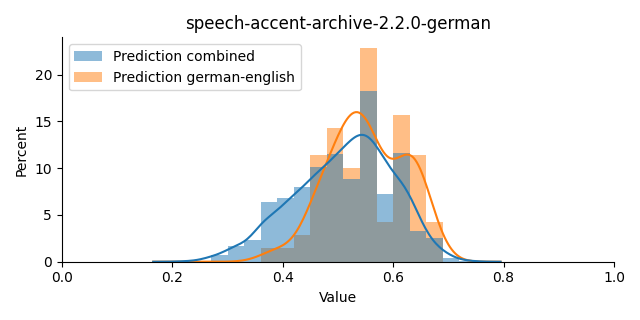 speech-accent-archive-2.2.0-german
Prediction combined
Prediction german-english
Percent
20
15
10
5
0
0.0 0.2 0.4 0.6 0.8 1.0
Value